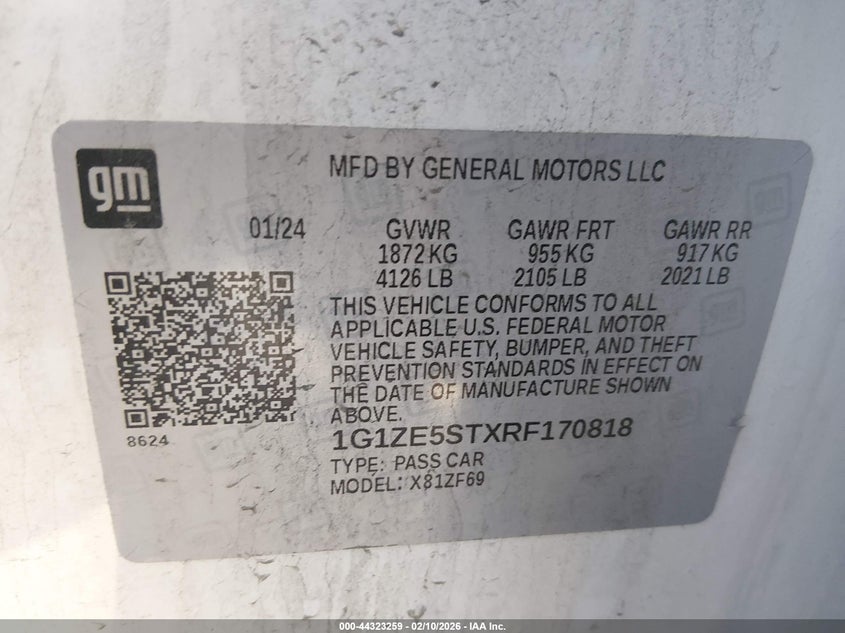 gm
MFD BY GENERAL MOTORS LLC
01/24 GVWR GAWR FRT GAWR RR
1872 KG 955 KG 917 KG
4126 LB 2105 LB 2021 LB
THIS VEHICLE CONFORMS TO ALL
APPLICABLE U.S. FEDERAL MOTOR
VEHICLE SAFETY, BUMPER, AND THEFT
PREVENTION STANDARDS IN EFFECT ON
THE DATE OF MANUFACTURE SHOWN
ABOVE.
8624
1G1ZE5STXRF170818
TYPE: PASS CAR
MODEL: X81ZF69
000-44323259 - 02/10/2026 - IAA Inc.